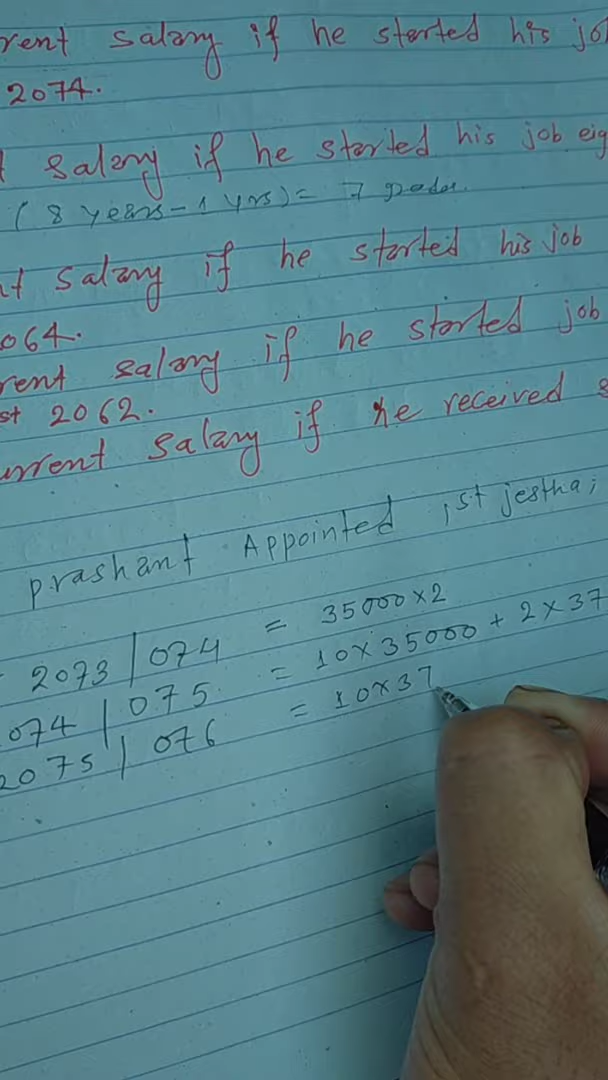 rent salary if he started his jo
2074.
t salary if he started his job eig
( 8 years - 1 yrs) = 7 grades.
nt salary if he started his job
064.
rent salary if he started job
st 2062.
urrent salary if he received
prashant Appointed 1st jestha,
2073 | 074 = 35000 × 2
074 | 075 = 10 × 35000 + 2 × 37
2075 | 076 = 10 × 37